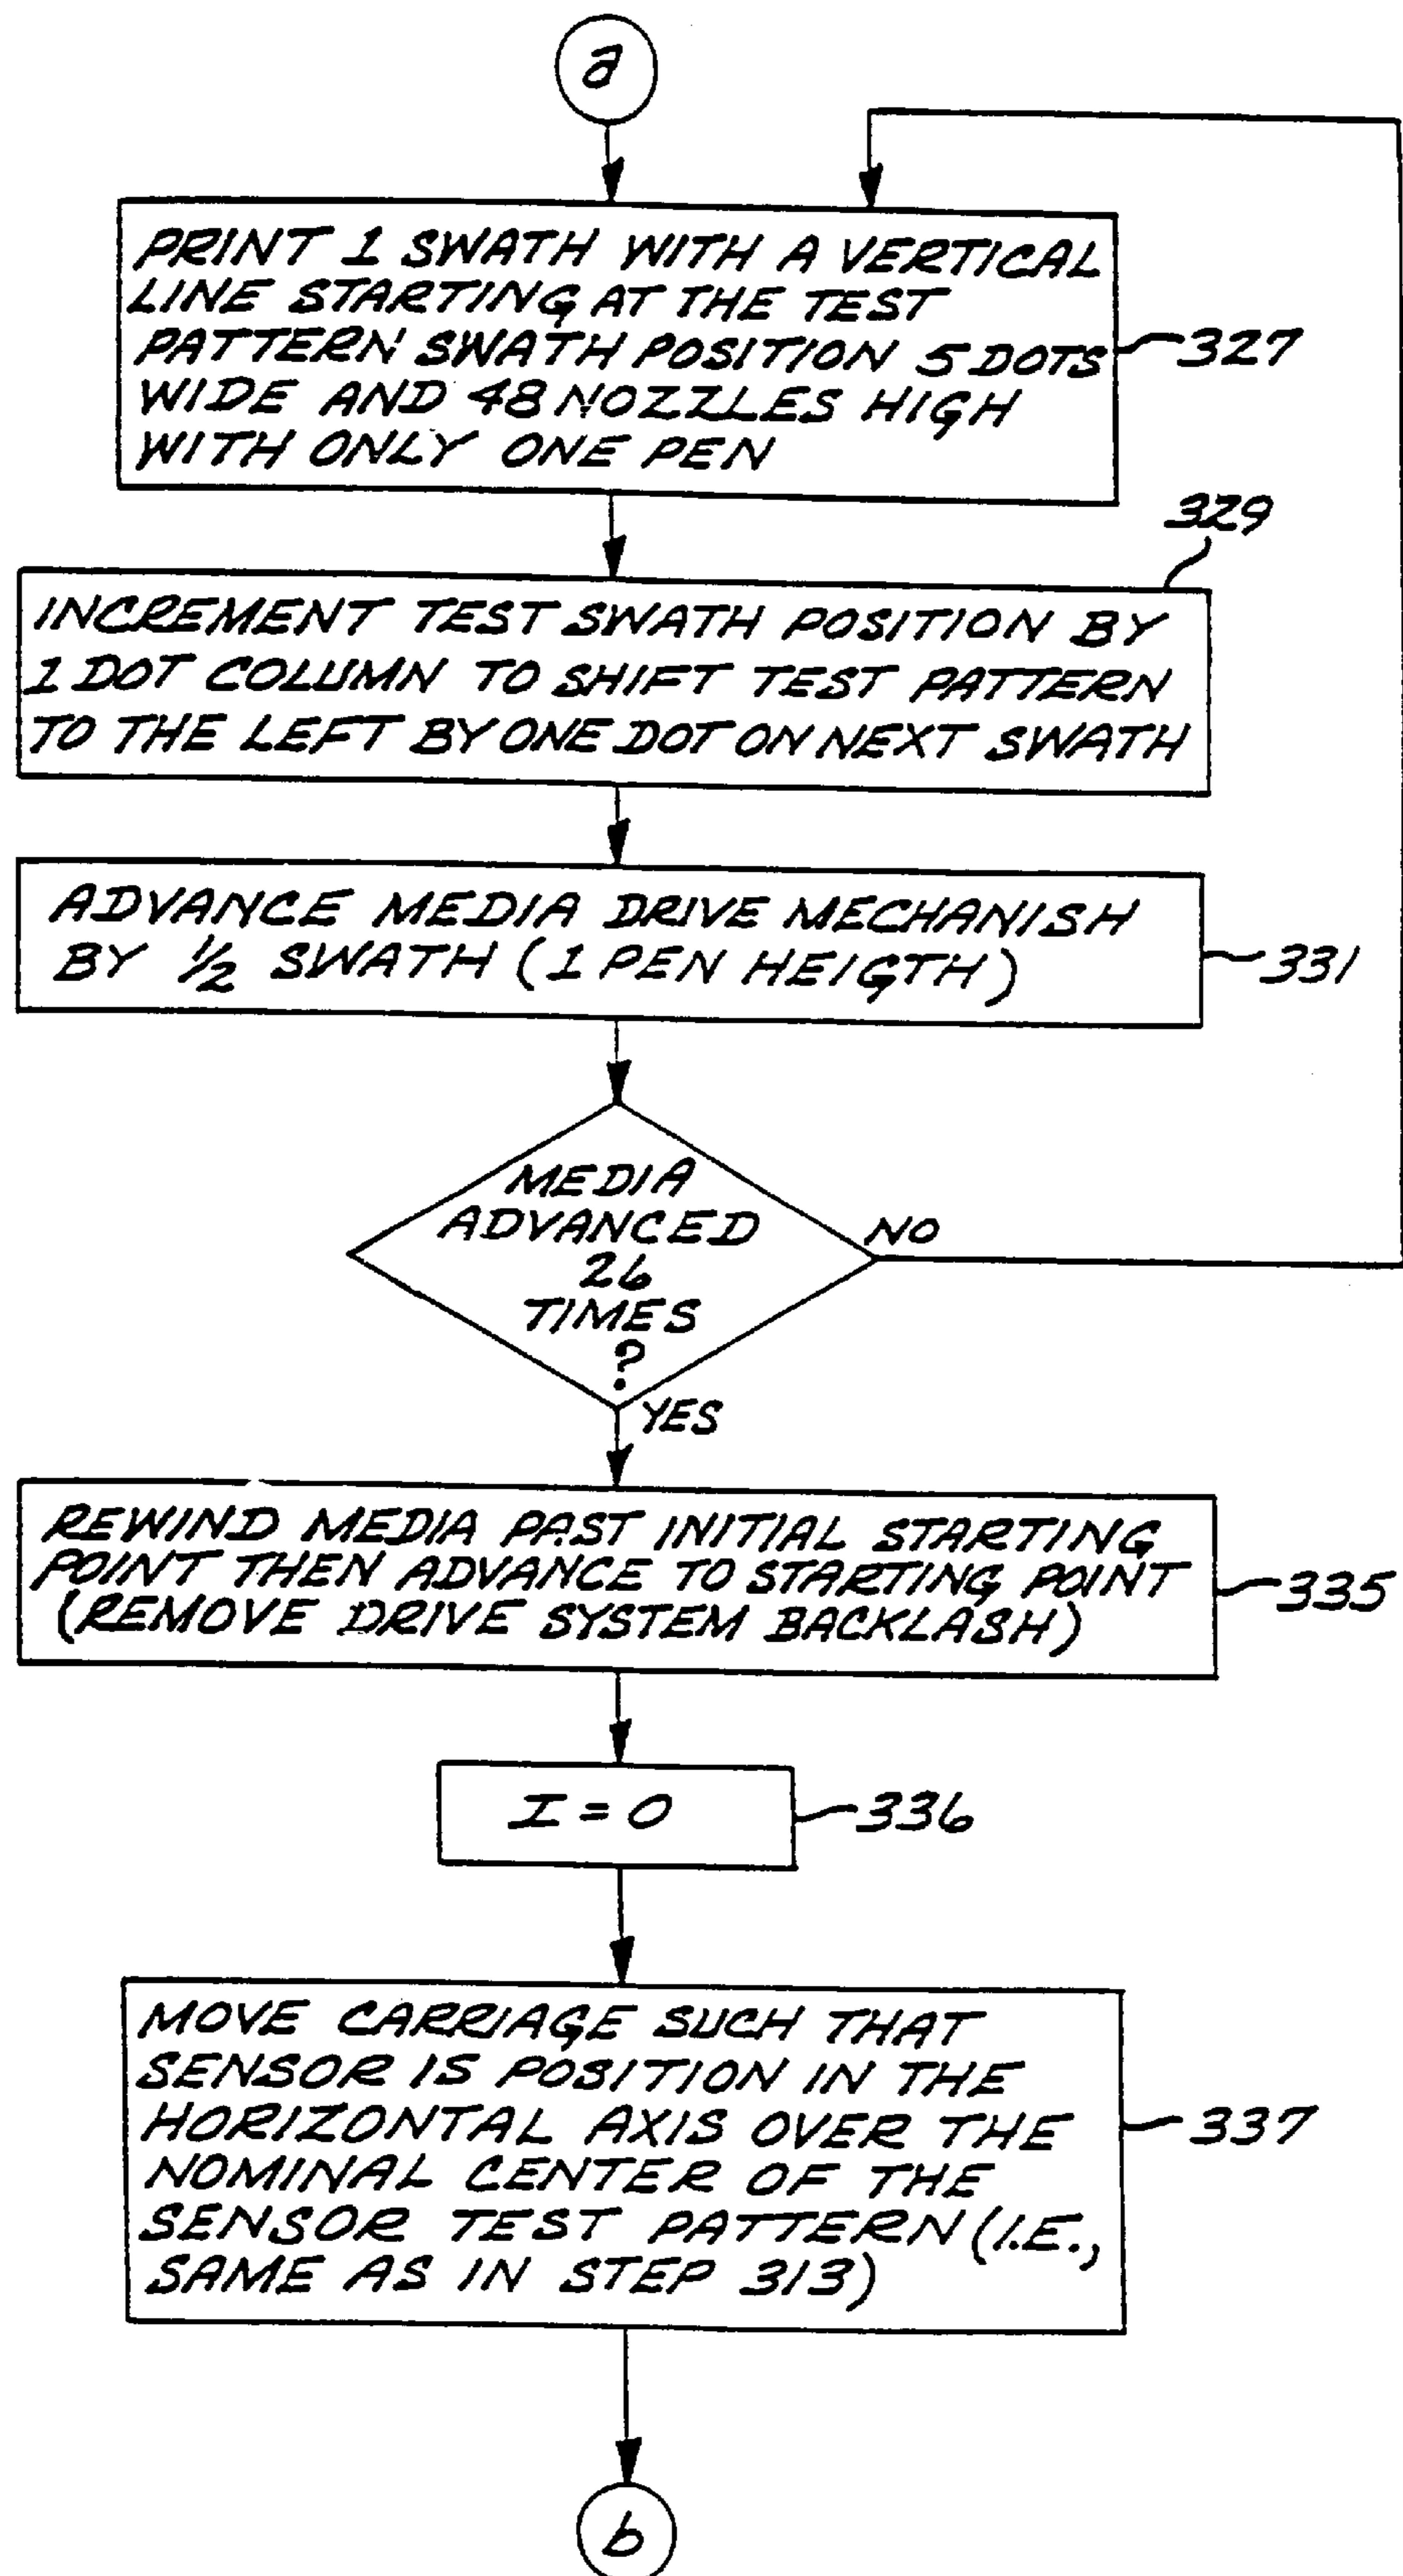 a
PRINT 1 SWATH WITH A VERTICAL
LINE STARTING AT THE TEST
PATTERN SWATH POSITION 5 DOTS
WIDE AND 48 NOZZLES HIGH
WITH ONLY ONE PEN
327
329
INCREMENT TEST SWATH POSITION BY
1 DOT COLUMN TO SHIFT TEST PATTERN
TO THE LEFT BY ONE DOT ON NEXT SWATH
ADVANCE MEDIA DRIVE MECHANISH
BY 1/2 SWATH (1 PEN HEIGTH)
331
MEDIA
ADVANCED
26
TIMES
?
NO
YES
REWIND MEDIA PAST INITIAL STARTING
POINT THEN ADVANCE TO STARTING POINT
(REMOVE DRIVE SYSTEM BACKLASH)
335
I = 0
336
MOVE CARRIAGE SUCH THAT
SENSOR IS POSITION IN THE
HORIZONTAL AXIS OVER THE
NOMINAL CENTER OF THE
SENSOR TEST PATTERN (I.E.,
SAME AS IN STEP 313)
337
b